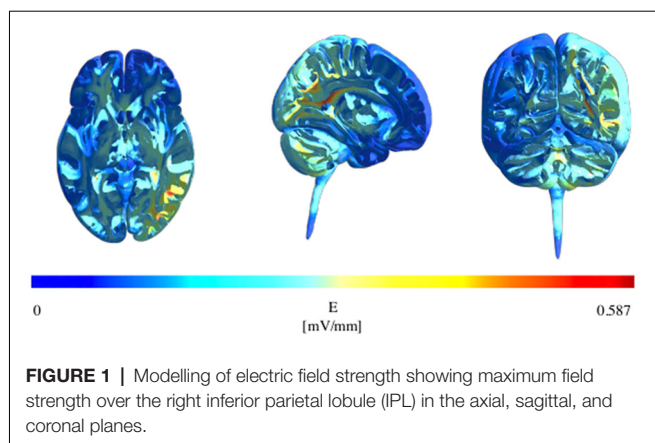 0
E
[mV/mm]
0.587
FIGURE 1 | Modelling of electric field strength showing maximum field
strength over the right inferior parietal lobule (IPL) in the axial, sagittal, and
coronal planes.